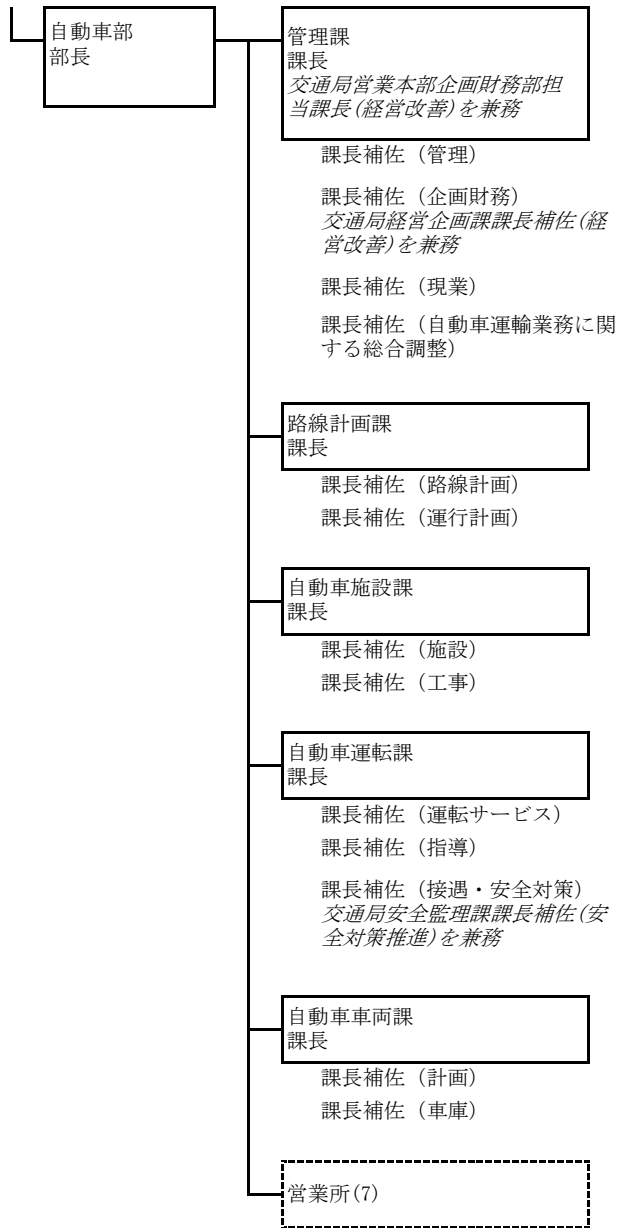 自動車部
部長
管理課
課長
交通局営業本部企画財務部担
当課長(経営改善)を兼務
課長補佐（管理）
課長補佐（企画財務）
交通局経営企画課課長補佐(経
営改善)を兼務
課長補佐（現業）
課長補佐（自動車運輸業務に関
する総合調整）
路線計画課
課長
課長補佐（路線計画）
課長補佐（運行計画）
自動車施設課
課長
課長補佐（施設）
課長補佐（工事）
自動車運転課
課長
課長補佐（運転サービス）
課長補佐（指導）
課長補佐（接遇・安全対策）
交通局安全監理課課長補佐(安
全対策推進)を兼務
自動車車両課
課長
課長補佐（計画）
課長補佐（車庫）
営業所(7)